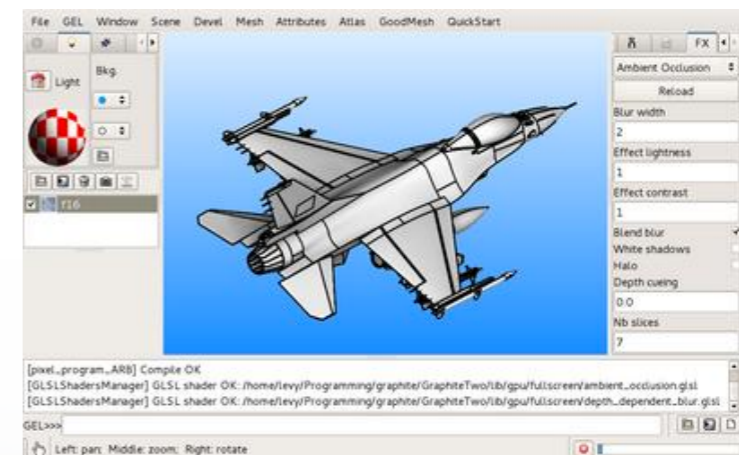 File GEL Window Scene Devel Mesh Attributes Atlas GoodMesh QuickStart
Light
Bkg.
f16
FX
Ambient Occlusion
Reload
Blur width
2
Effect lightness
1
Effect contrast
1
Blend blur
White shadows
Halo
Depth cueing
0.0
Nb slices
7
[pixel_program_ARB] Compile OK
[GLSLShadersManager] GLSL shader OK: /home/levy/Programming/graphite/GraphiteTwo/lib/gpu/fullscreen/ambient_occlusion.glsl
[GLSLShadersManager] GLSL shader OK: /home/levy/Programming/graphite/GraphiteTwo/lib/gpu/fullscreen/depth_dependent_blur.glsl
GEL>>>
Left: pan; Middle: zoom; Right: rotate